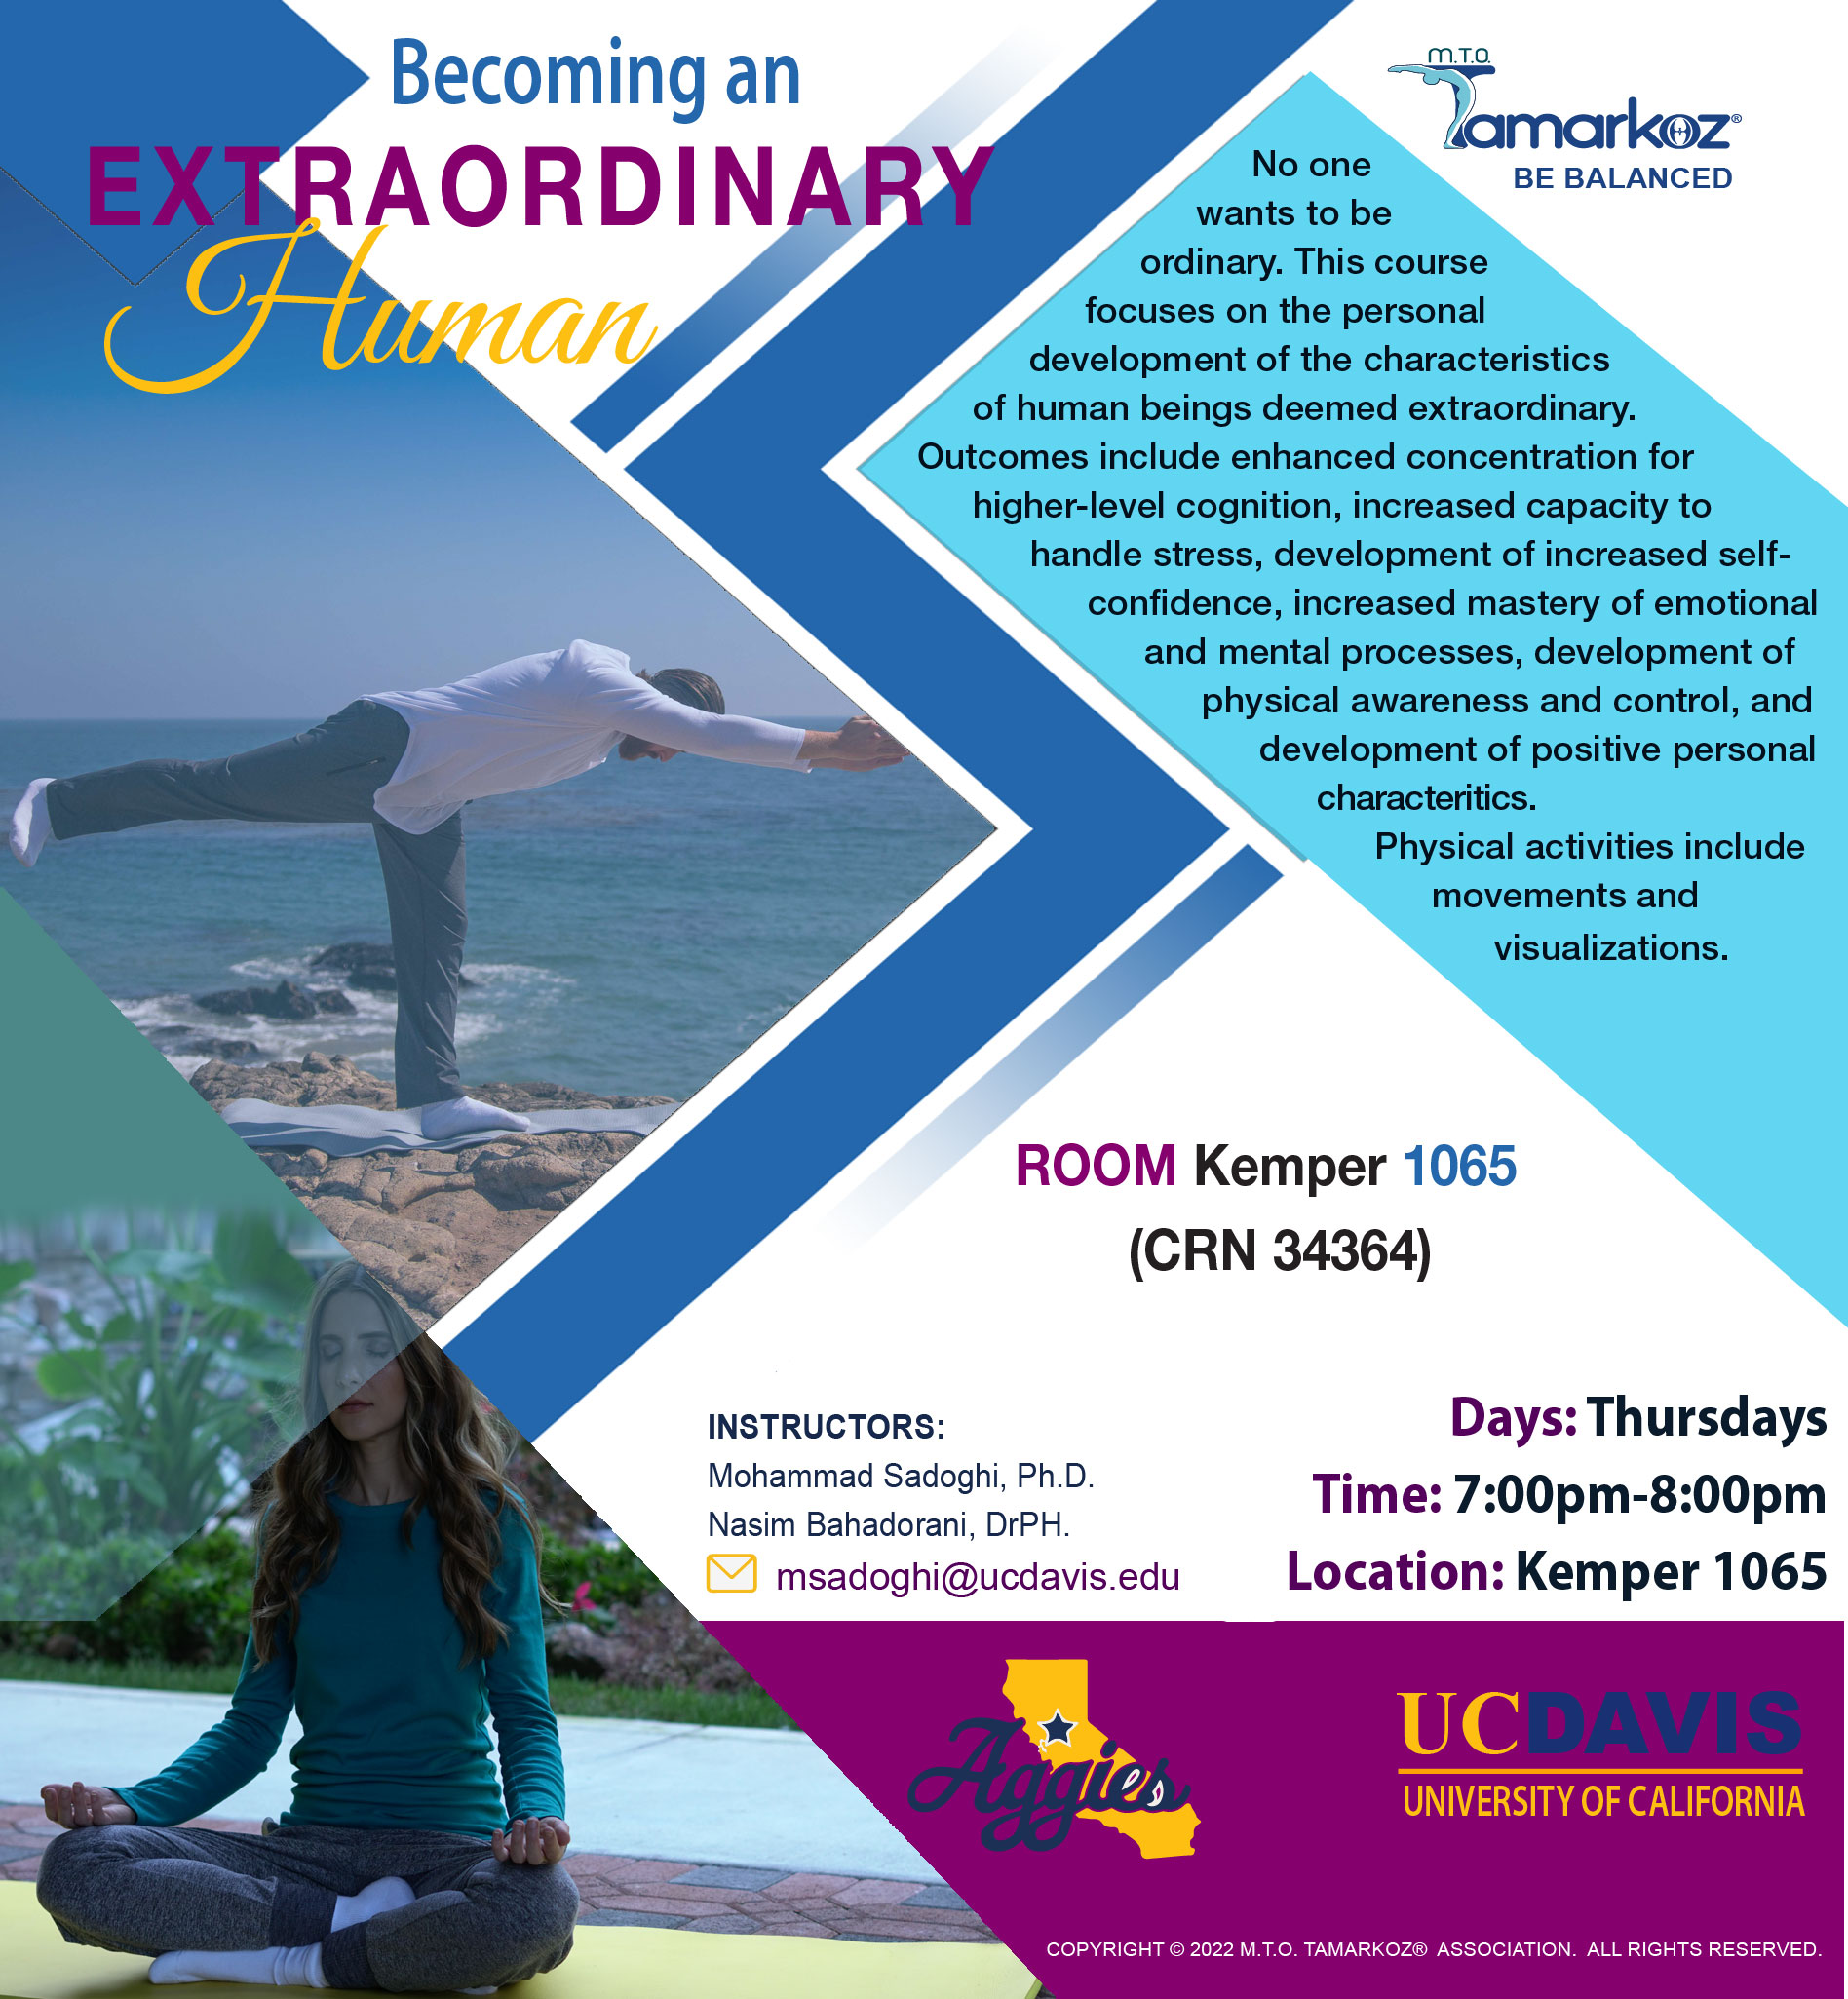 Becoming an
EXTRAORDINARY
Human
M.T.O.
Tamarkoz®
BE BALANCED
No one
wants to be
ordinary. This course
focuses on the personal
development of the characteristics
of human beings deemed extraordinary.
Outcomes include enhanced concentration for
higher-level cognition, increased capacity to
handle stress, development of increased self-
confidence, increased mastery of emotional
and mental processes, development of
physical awareness and control, and
development of positive personal
characteritics.
Physical activities include
movements and
visualizations.
ROOM Kemper 1065
(CRN 34364)
INSTRUCTORS:
Mohammad Sadoghi, Ph.D.
Nasim Bahadorani, DrPH.
msadoghi@ucdavis.edu
Days: Thursdays
Time: 7:00pm-8:00pm
Location: Kemper 1065
Aggies
UCDAVIS
UNIVERSITY OF CALIFORNIA
COPYRIGHT © 2022 M.T.O. TAMARKOZ® ASSOCIATION. ALL RIGHTS RESERVED.